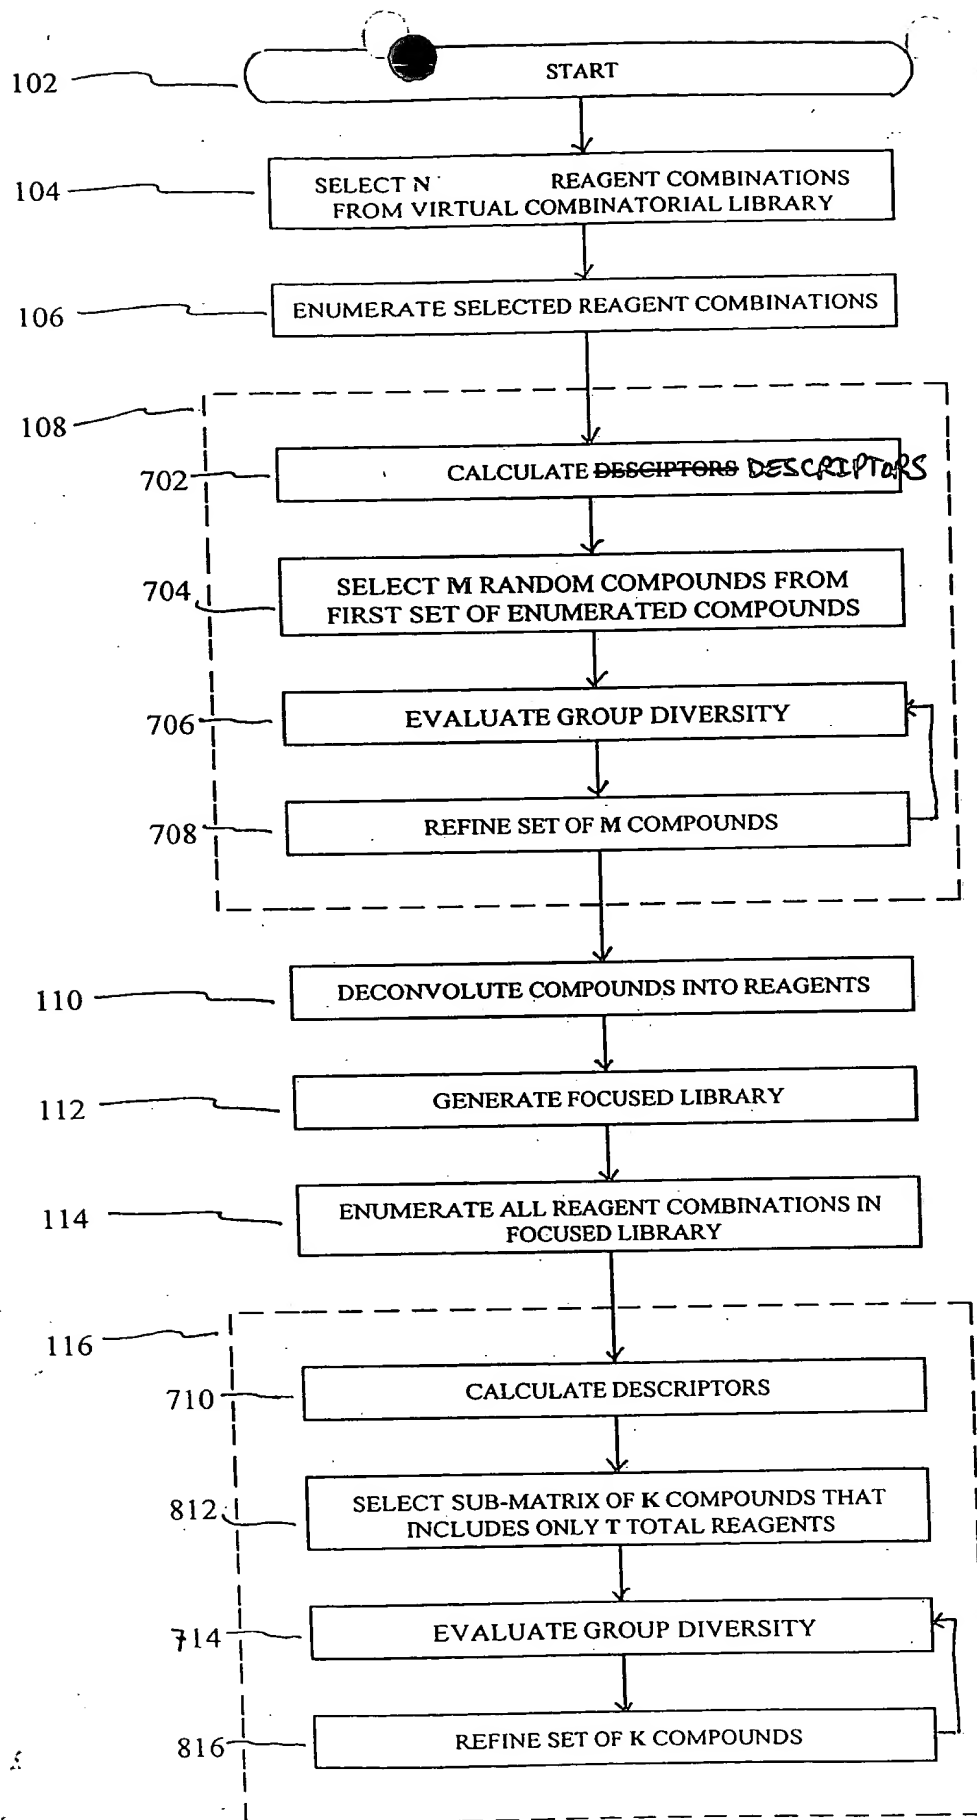 102
START
104
SELECT N REAGENT COMBINATIONS
FROM VIRTUAL COMBINATORIAL LIBRARY
106
ENUMERATE SELECTED REAGENT COMBINATIONS
108
702
CALCULATE DESCIPTORS DESCRIPTORS
704
SELECT M RANDOM COMPOUNDS FROM
FIRST SET OF ENUMERATED COMPOUNDS
706
EVALUATE GROUP DIVERSITY
708
REFINE SET OF M COMPOUNDS
110
DECONVOLUTE COMPOUNDS INTO REAGENTS
112
GENERATE FOCUSED LIBRARY
114
ENUMERATE ALL REAGENT COMBINATIONS IN
FOCUSED LIBRARY
116
710
CALCULATE DESCRIPTORS
812
SELECT SUB-MATRIX OF K COMPOUNDS THAT
INCLUDES ONLY T TOTAL REAGENTS
714
EVALUATE GROUP DIVERSITY
816
REFINE SET OF K COMPOUNDS